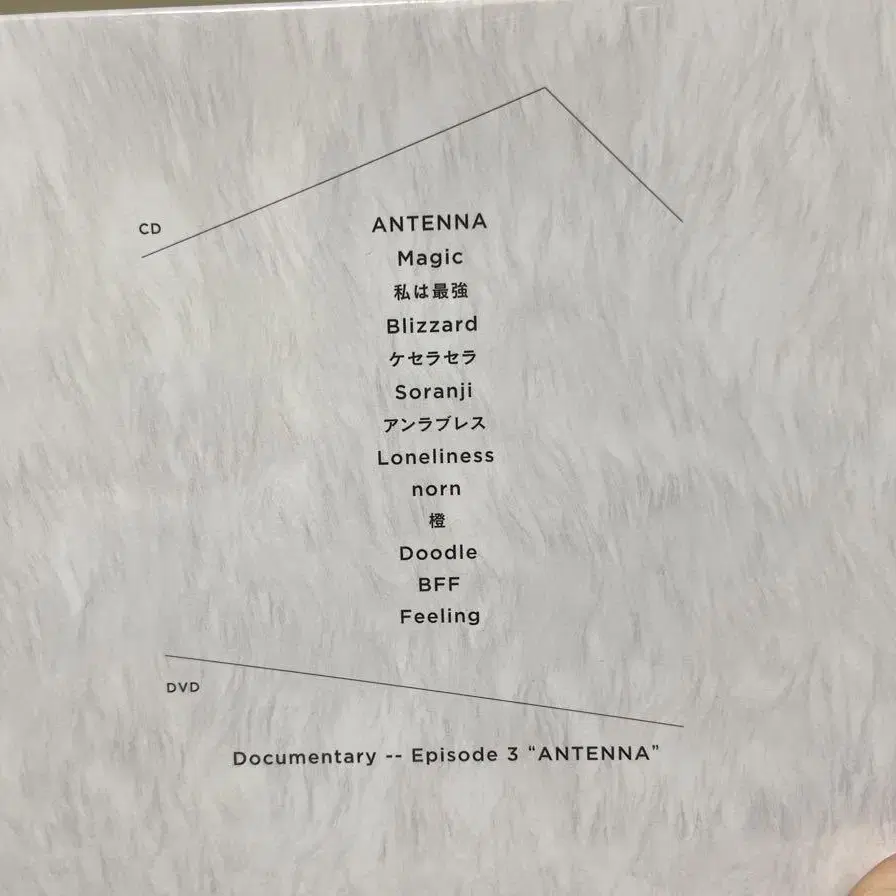 CD
ANTENNA
Magic
私は最強
Blizzard
ケセラセラ
Soranji
アンラブレス
Loneliness
norn
橙
Doodle
BFF
Feeling
DVD
Documentary -- Episode 3 “ANTENNA”